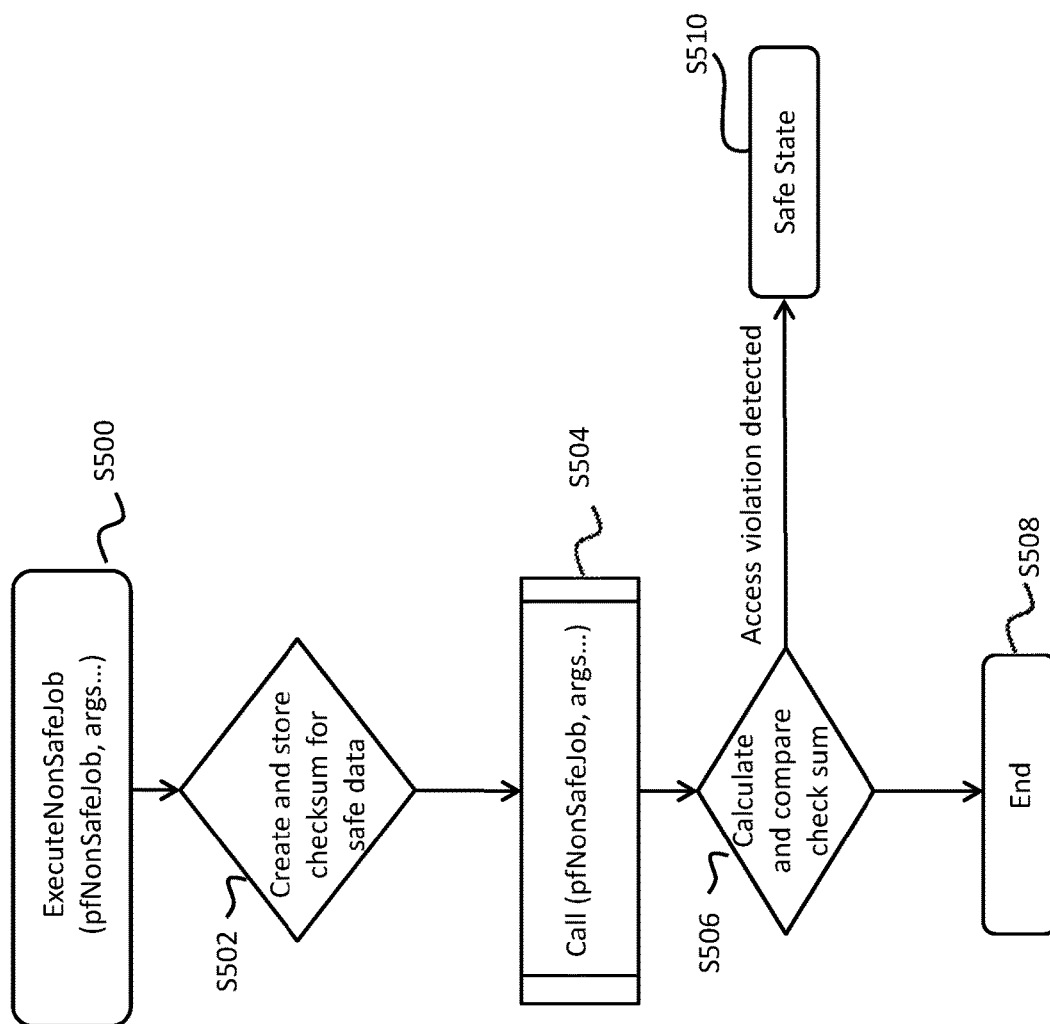 ExecuteNonSafeJob
(pfNonSafeJob, args...)
S500
S502
Create and store
checksum for
safe data
Call (pfNonSafeJob, args...)
S504
S506
Calculate
and compare
check sum
Access violation detected
Safe State
S510
End
S508